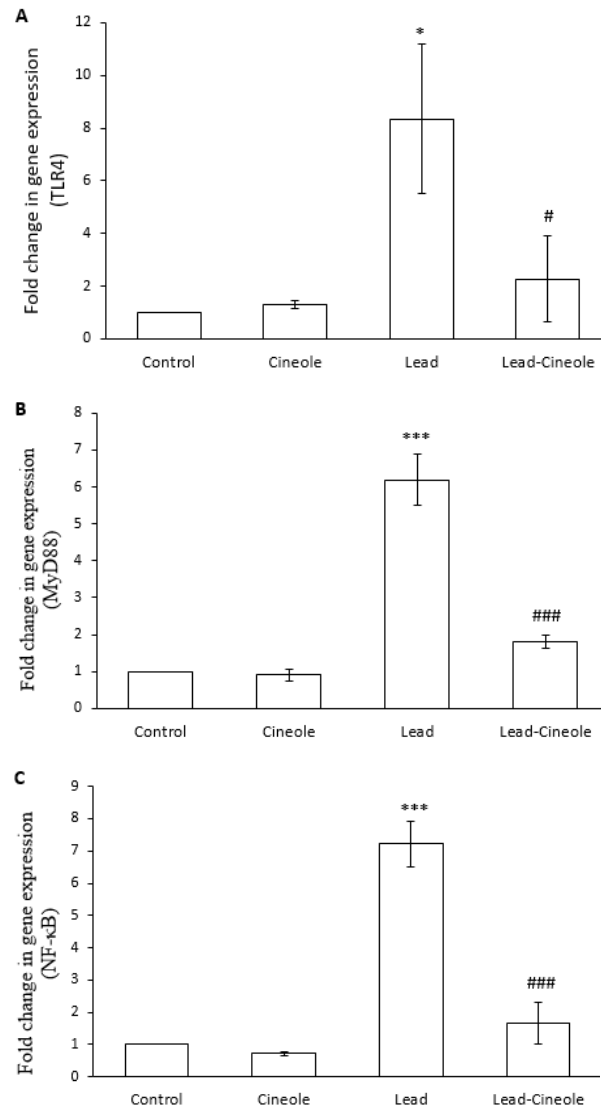 A
Fold change in gene expression
(TLR4)
12
10
8
6
4
2
0
*
#
Control Cineole Lead Lead-Cineole
B
Fold change in gene expression
(MyD88)
8
7
6
5
4
3
2
1
0
***
###
Control Cineole Lead Lead-Cineole
C
Fold change in gene expression
(NF-κB)
9
8
7
6
5
4
3
2
1
0
***
###
Control Cineole Lead Lead-Cineole